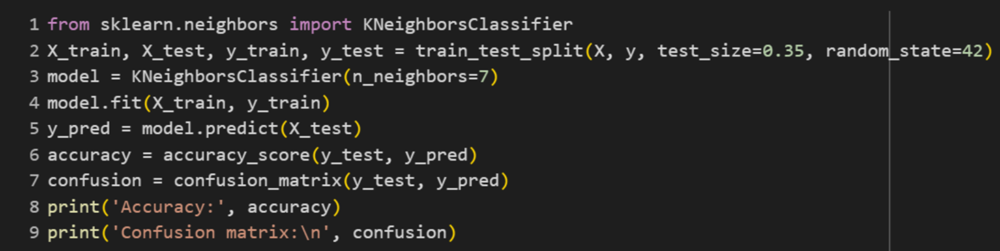 1 from sklearn.neighbors import KNeighborsClassifier
2 X_train, X_test, y_train, y_test = train_test_split(X, y, test_size=0.35, random_state=42)
3 model = KNeighborsClassifier(n_neighbors=7)
4 model.fit(X_train, y_train)
5 y_pred = model.predict(X_test)
6 accuracy = accuracy_score(y_test, y_pred)
7 confusion = confusion_matrix(y_test, y_pred)
8 print('Accuracy:', accuracy)
9 print('Confusion matrix:\n', confusion)